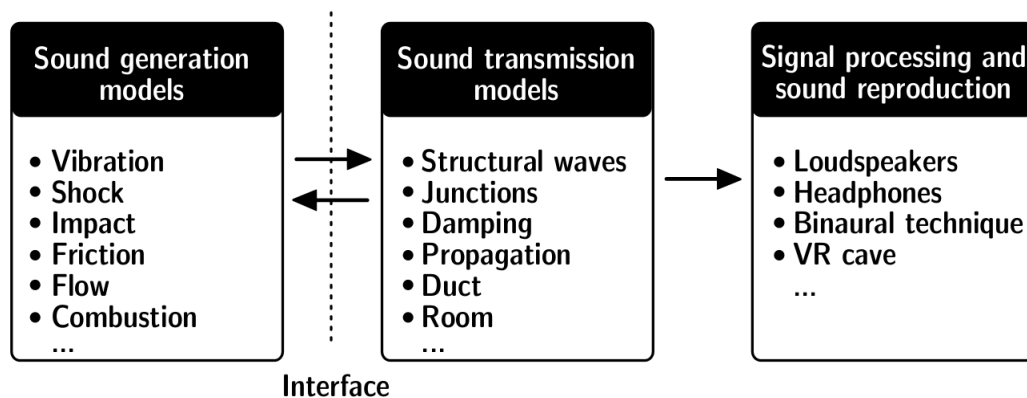 Sound generation
models
• Vibration
• Shock
• Impact
• Friction
• Flow
• Combustion
...
Interface
Sound transmission
models
• Structural waves
• Junctions
• Damping
• Propagation
• Duct
• Room
...
Signal processing and
sound reproduction
• Loudspeakers
• Headphones
• Binaural technique
• VR cave
...